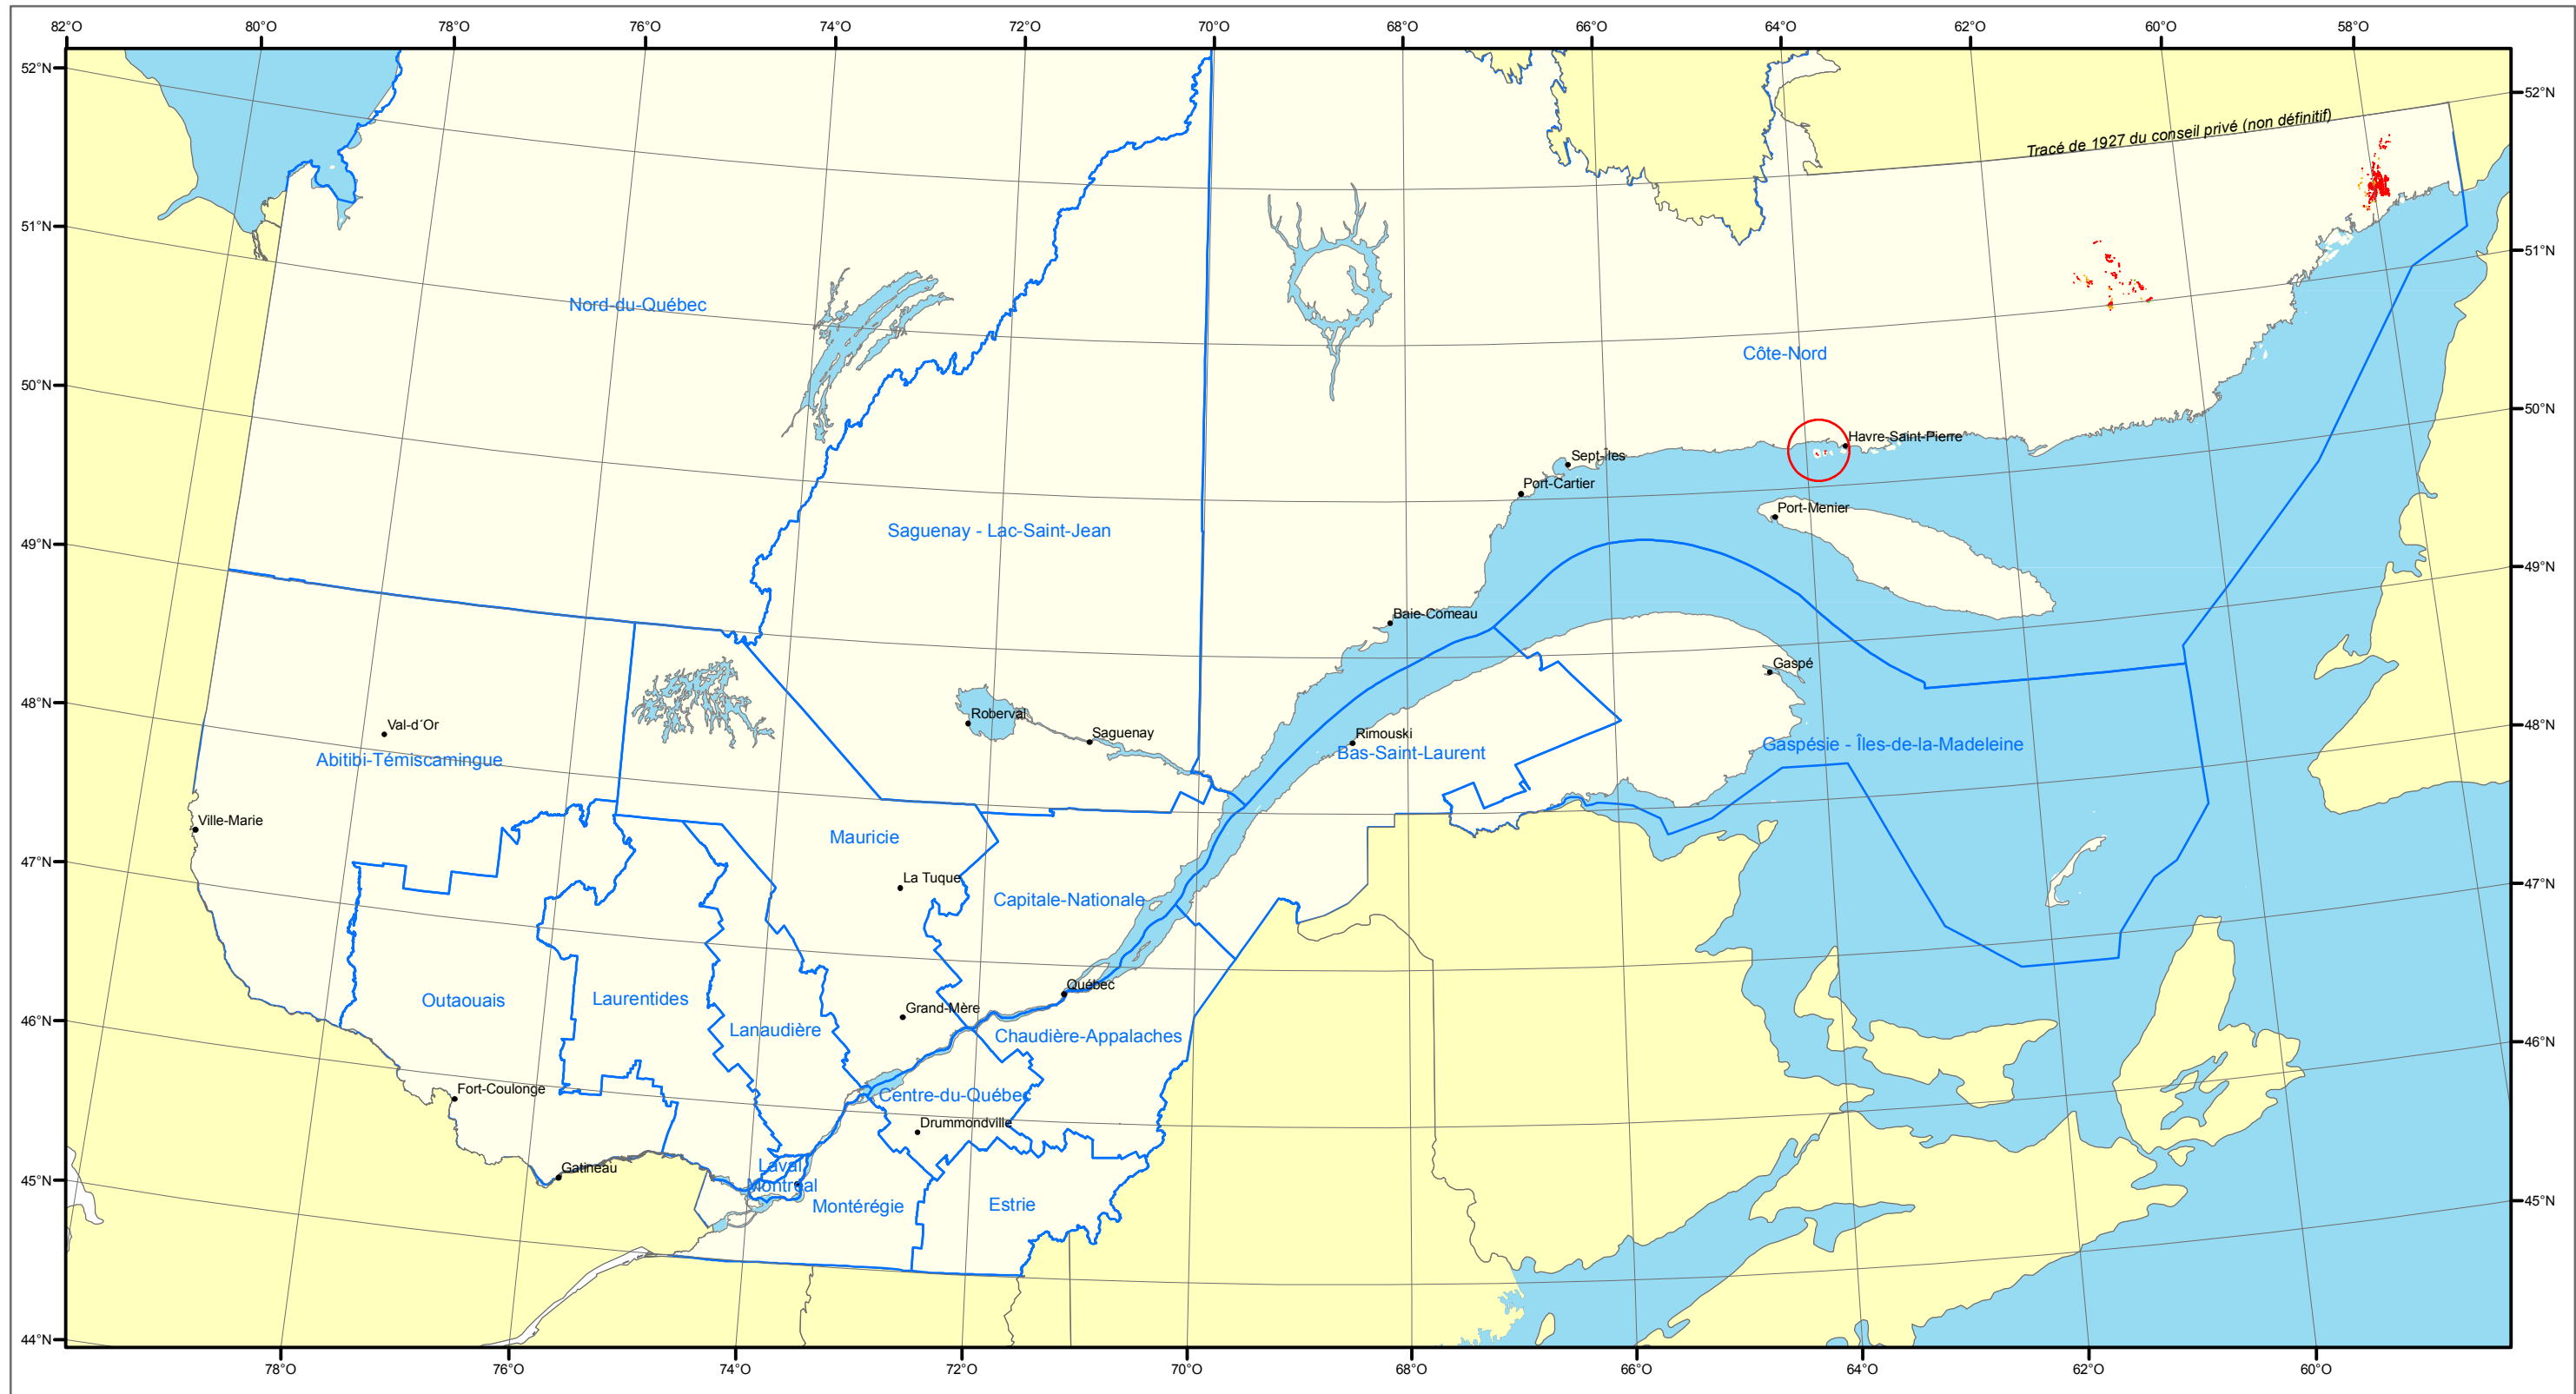 82°O 80°O 78°O 76°O 74°O 72°O 70°O 68°O 66°O 64°O 62°O 60°O 58°O
52°N
52°N
Tracé de 1927 du conseil privé (non définitif)
51°N
51°N
Nord-du-Québec
Côte-Nord
50°N
50°N
Havre-Saint-Pierre
Sept-Îles
Port-Cartier
Port-Menier
Saguenay - Lac-Saint-Jean
49°N
49°N
Baie-Comeau
Gaspé
48°N
48°N
Roberval
Val-d´Or
Saguenay
Rimouski
Gaspésie - Îles-de-la-Madeleine
Bas-Saint-Laurent
Abitibi-Témiscamingue
Ville-Marie
Mauricie
47°N
47°N
La Tuque
Capitale-Nationale
Québec
Outaouais
Laurentides
Grand-Mère
46°N
46°N
Lanaudière
Chaudière-Appalaches
Fort-Coulonge
Centre-du-Québec
Drummondville
Laval
Gatineau
45°N
45°N
Montréal
Montérégie
Estrie
44°N
78°O 76°O 74°O 72°O 70°O 68°O 66°O 64°O 62°O 60°O